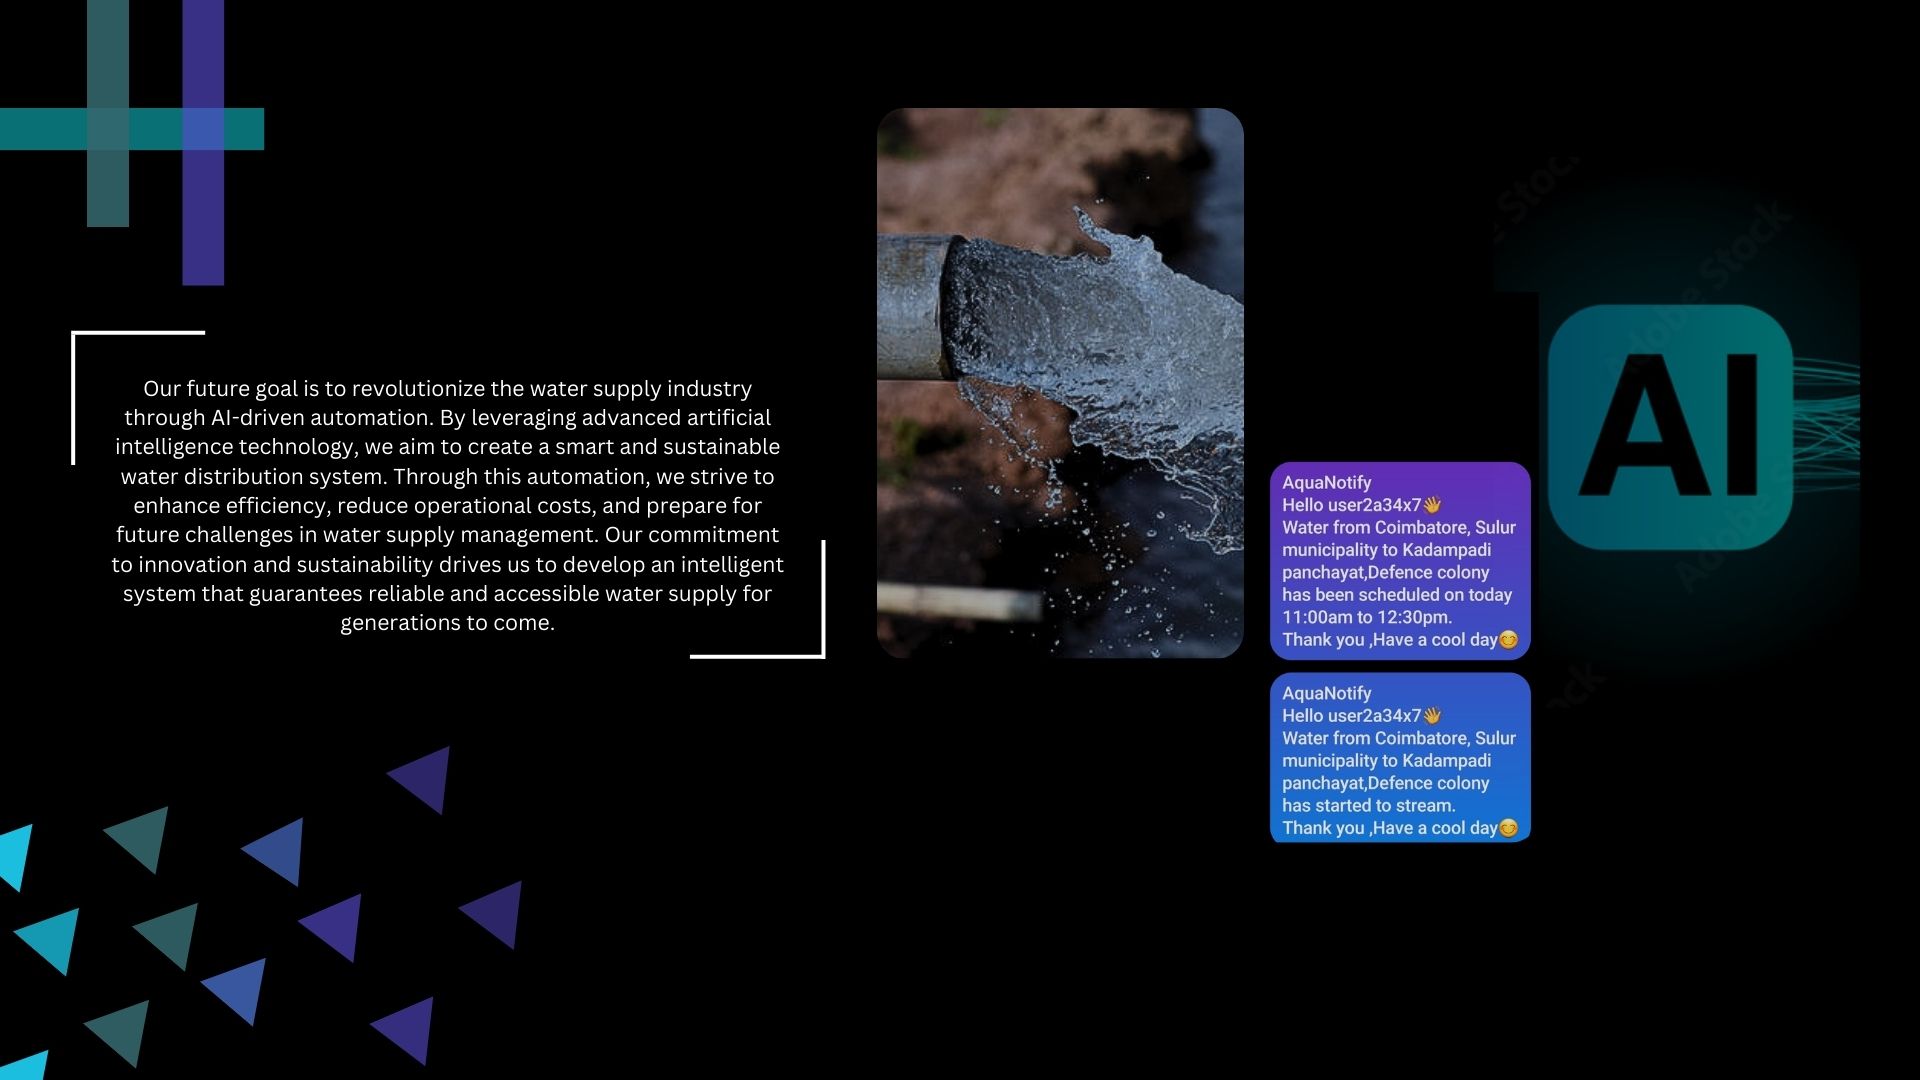 Our future goal is to revolutionize the water supply industry
through AI-driven automation. By leveraging advanced artificial
intelligence technology, we aim to create a smart and sustainable
water distribution system. Through this automation, we strive to
enhance efficiency, reduce operational costs, and prepare for
future challenges in water supply management. Our commitment
to innovation and sustainability drives us to develop an intelligent
system that guarantees reliable and accessible water supply for
generations to come.
AquaNotify
Hello user2a34x7👋
Water from Coimbatore, Sulur
municipality to Kadampadi
panchayat,Defence colony
has been scheduled on today
11:00am to 12:30pm.
Thank you ,Have a cool day😊
AquaNotify
Hello user2a34x7👋
Water from Coimbatore, Sulur
municipality to Kadampadi
panchayat,Defence colony
has started to stream.
Thank you ,Have a cool day😊
AI
Adobe Stock